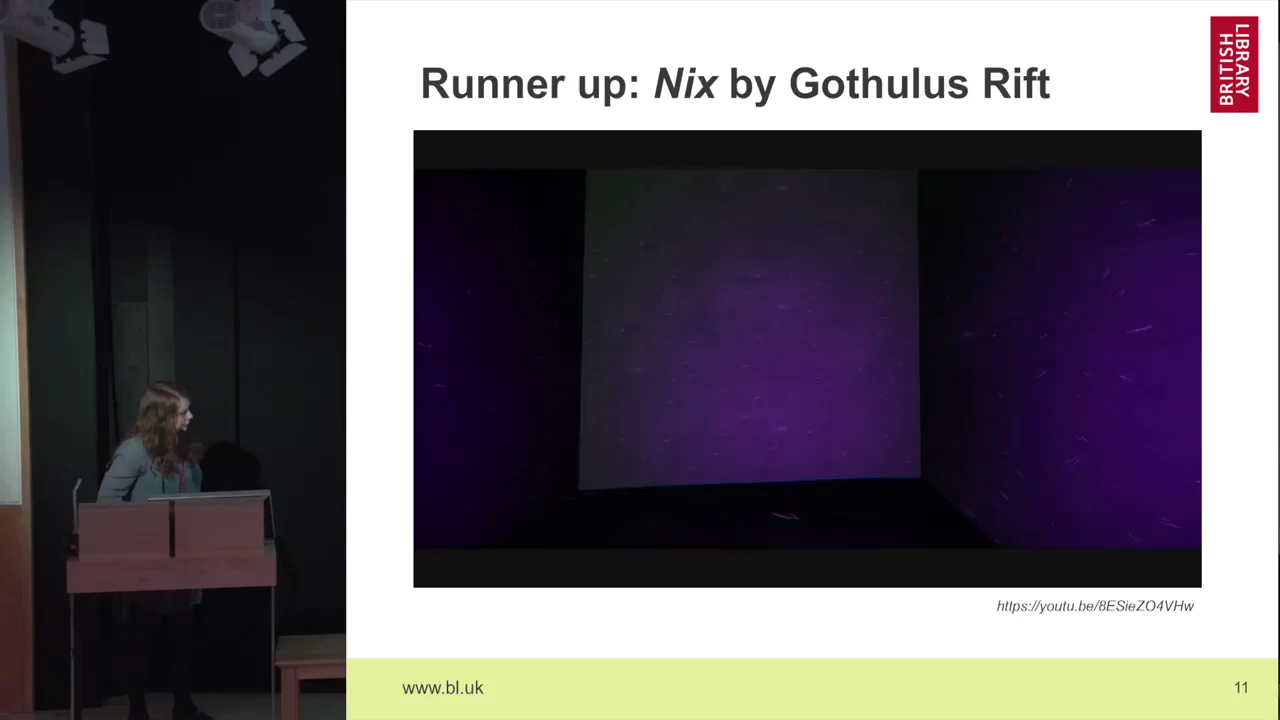 Runner up: Nix by Gothulus Rift
LIBRARY
BRITISH
https://youtu.be/8ESieZO4VHw
www.bl.uk
11